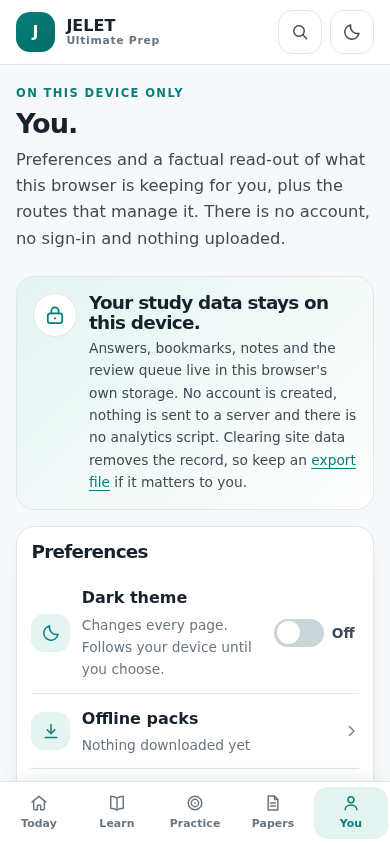 J
JELET
Ultimate Prep
ON THIS DEVICE ONLY
You.
Preferences and a factual read-out of what
this browser is keeping for you, plus the
routes that manage it. There is no account,
no sign-in and nothing uploaded.
Your study data stays on
this device.
Answers, bookmarks, notes and the
review queue live in this browser's
own storage. No account is created,
nothing is sent to a server and there is
no analytics script. Clearing site data
removes the record, so keep an export
file if it matters to you.
Preferences
Dark theme
Changes every page.
Follows your device until
you choose.
Off
Offline packs
Nothing downloaded yet
Today
Learn
Practice
Papers
You